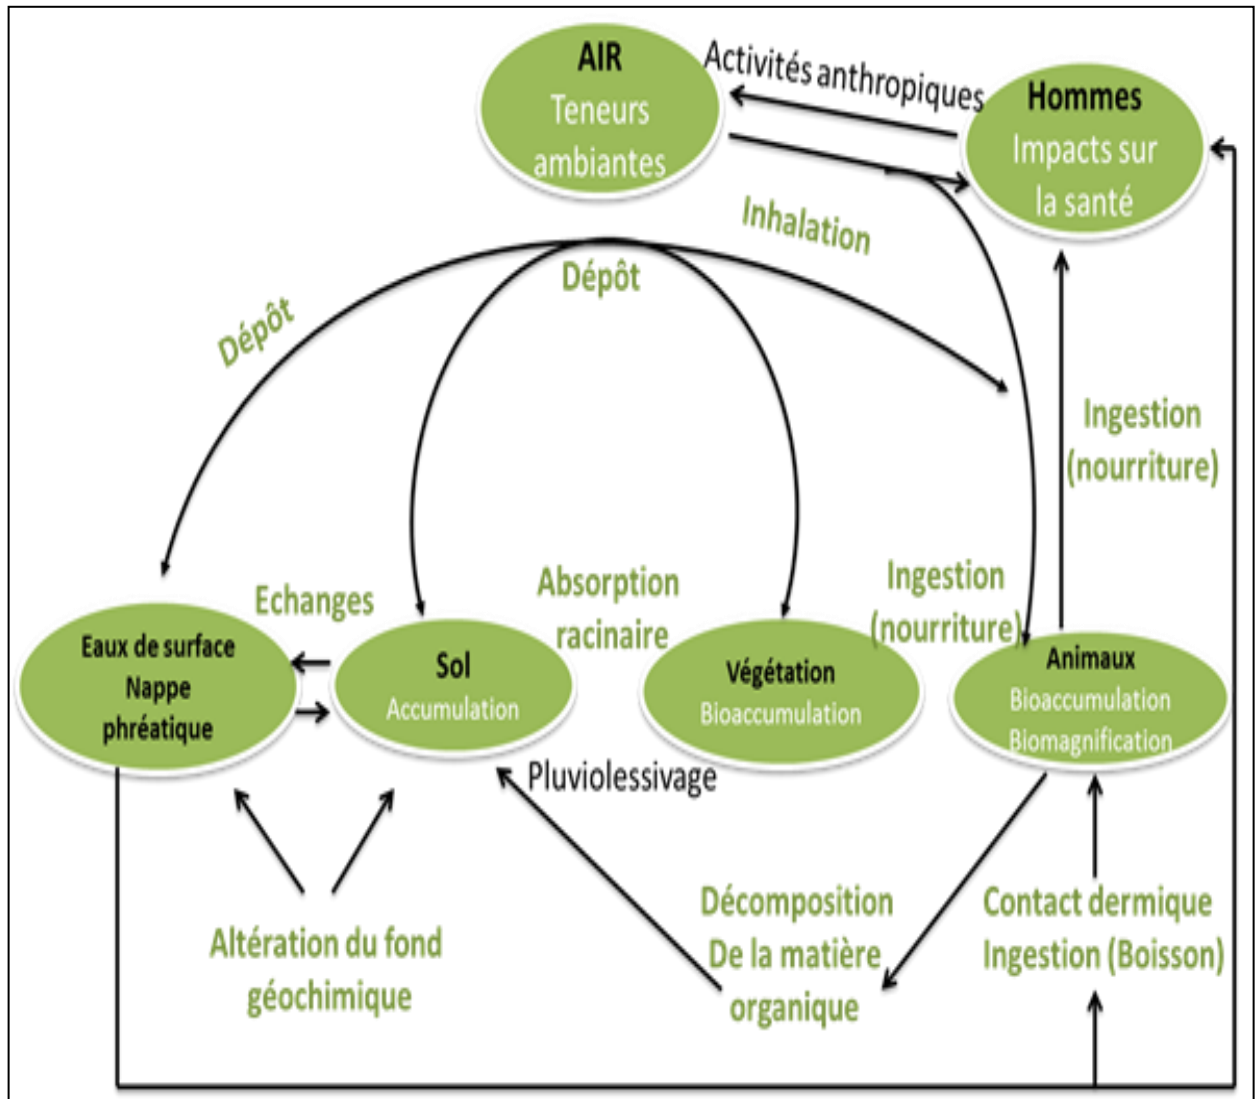 AIR
Teneurs
ambiantes
Activités anthropiques
Hommes
Impacts sur
la santé
Inhalation
Dépôt
Dépôt
Ingestion
(nourriture)
Echanges
Absorption
racinaire
Ingestion
(nourriture)
Eaux de surface
Nappe
phréatique
Sol
Accumulation
Végétation
Bioaccumulation
Animaux
Bioaccumulation
Biomagnification
Pluviolessivage
Altération du fond
géochimique
Décomposition
De la matière
organique
Contact dermique
Ingestion (Boisson)